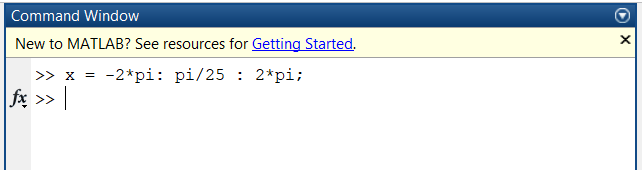 Command Window
New to MATLAB? See resources for Getting Started.
>> x = -2*pi: pi/25 : 2*pi;
fx >>